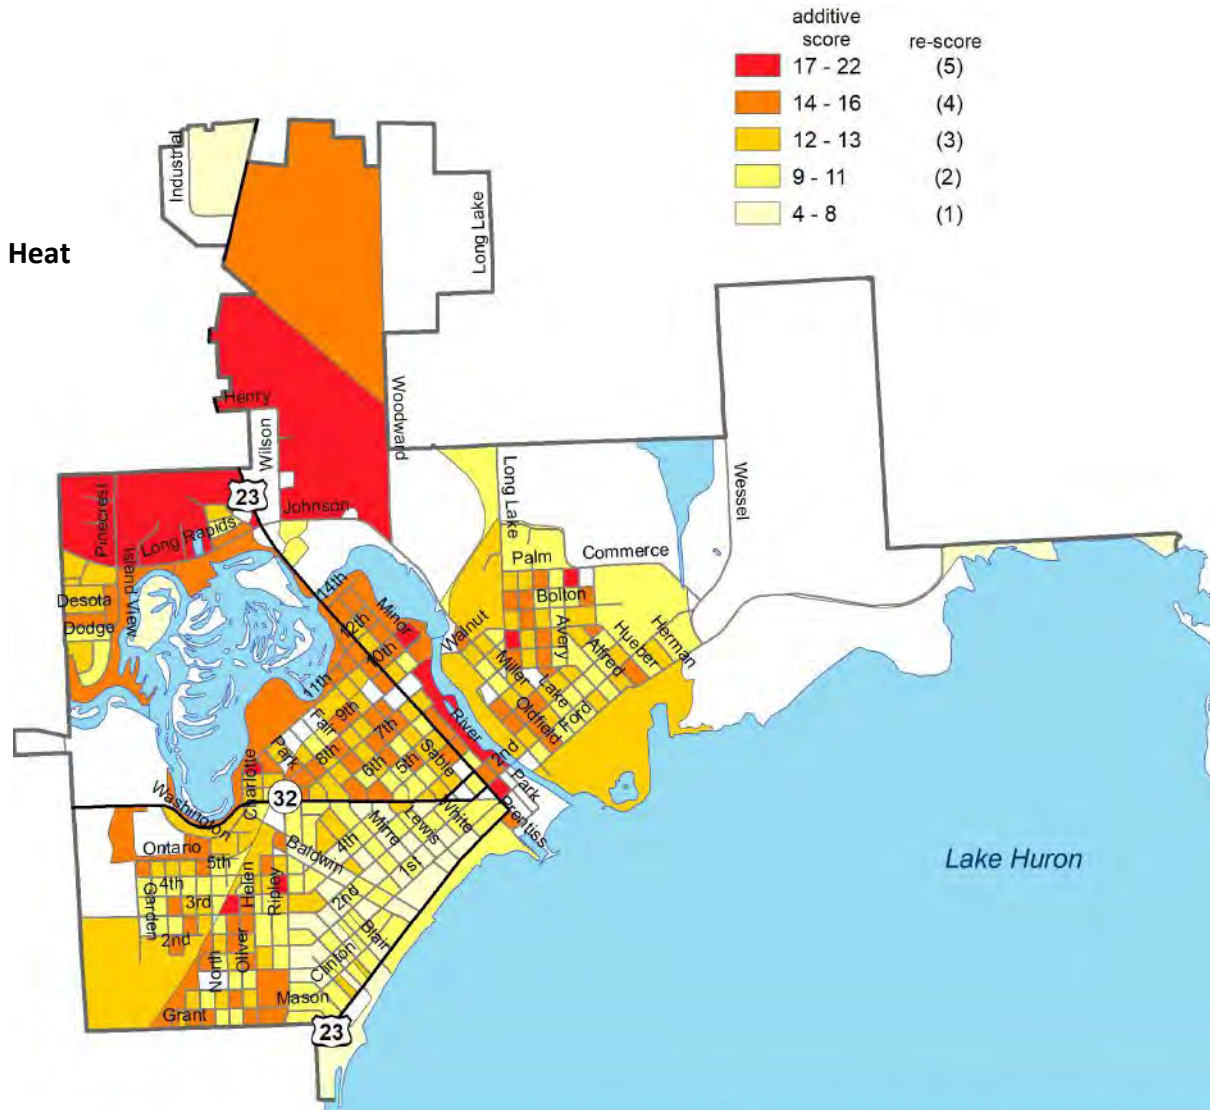 additive
score
re-score
17 - 22
(5)
14 - 16
(4)
12 - 13
(3)
9 - 11
(2)
4 - 8
(1)
Heat
Industrial
Long Lake
Henry
Wilson
Woodward
23
Johnson
Pinecrest
Long Rapids
Island View
Desota
Dodge
Long Lake
Wessel
Palm
Commerce
Bolton
14th
Minor
12th
10th
Walnut
Avery
Alfred
Hueber
Herman
Miller
Lake
Oldfield
Ford
11th
9th
Fair
7th
River
Park
8th
6th
5th
Sable
2nd
Park
Prentiss
Charlotte
32
Washington
White
Lewis
Mirre
4th
Baldwin
1st
Ontario
5th
Helen
Ripley
4th
Garden
3rd
2nd
2nd
Blair
North
Oliver
Clinton
Mason
Grant
23
Lake Huron